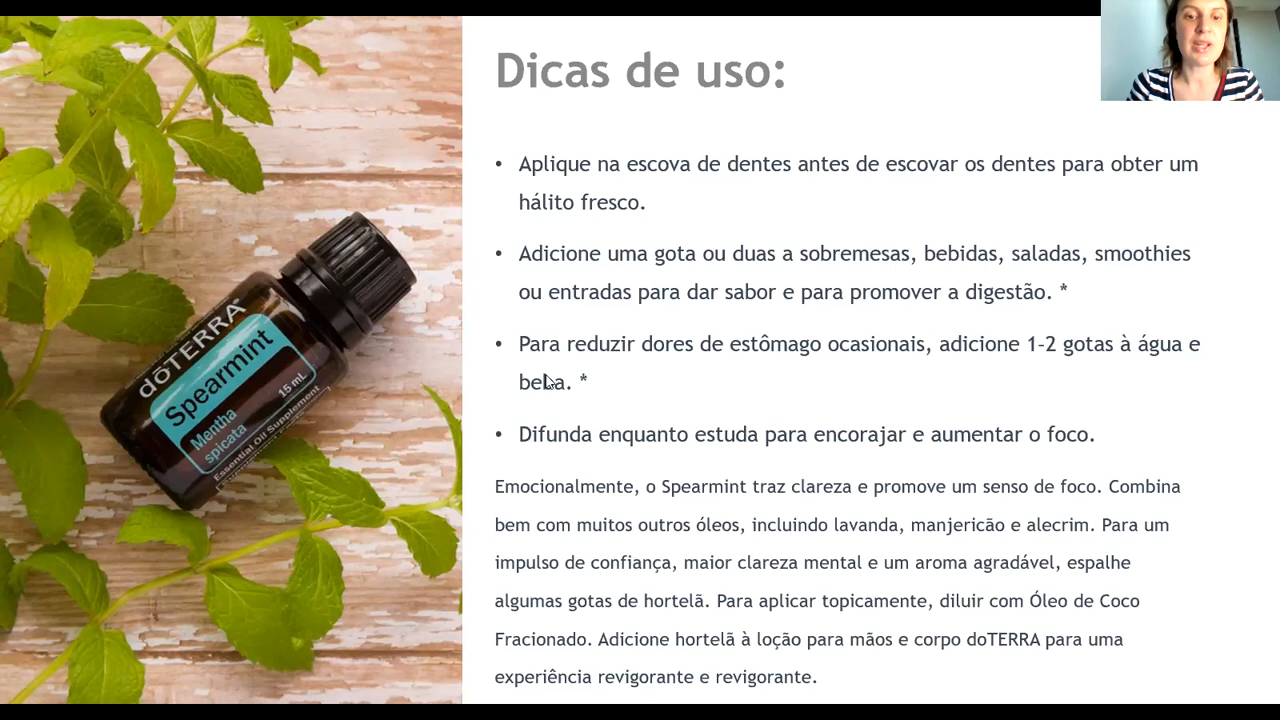 Dicas de uso:
• Aplique na escova de dentes antes de escovar os dentes para obter um
hálito fresco.
• Adicione uma gota ou duas a sobremesas, bebidas, saladas, smoothies
ou entradas para dar sabor e para promover a digestão. *
• Para reduzir dores de estômago ocasionais, adicione 1-2 gotas à água e
beba. *
• Difunda enquanto estuda para encorajar e aumentar o foco.
Emocionalmente, o Spearmint traz clareza e promove um senso de foco. Combina
bem com muitos outros óleos, incluindo lavanda, manjericão e alecrim. Para um
impulso de confiança, maior clareza mental e um aroma agradável, espalhe
algumas gotas de hortelã. Para aplicar topicamente, diluir com Óleo de Coco
Fracionado. Adicione hortelã à loção para mãos e corpo doTERRA para uma
experiência revigorante e revigorante.
dōTERRA
Spearmint
Mentha
spicata
15 mL
Essential Oil Supplement